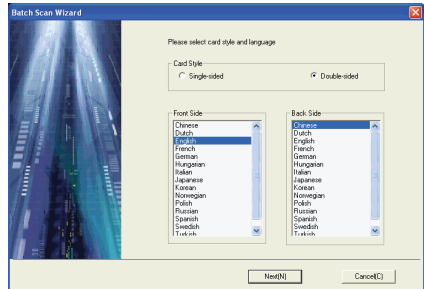 Batch Scan Wizard
Please select card style and language
Card Style
Single-sided
Double-sided
Front Side
Chinese
Dutch
English
French
German
Hungarian
Italian
Japanese
Korean
Norwegian
Polish
Russian
Spanish
Swedish
Turkish
Back Side
Chinese
Dutch
English
French
German
Hungarian
Italian
Japanese
Korean
Norwegian
Polish
Russian
Spanish
Swedish
Turkish
Next(N)
Cancel(C)